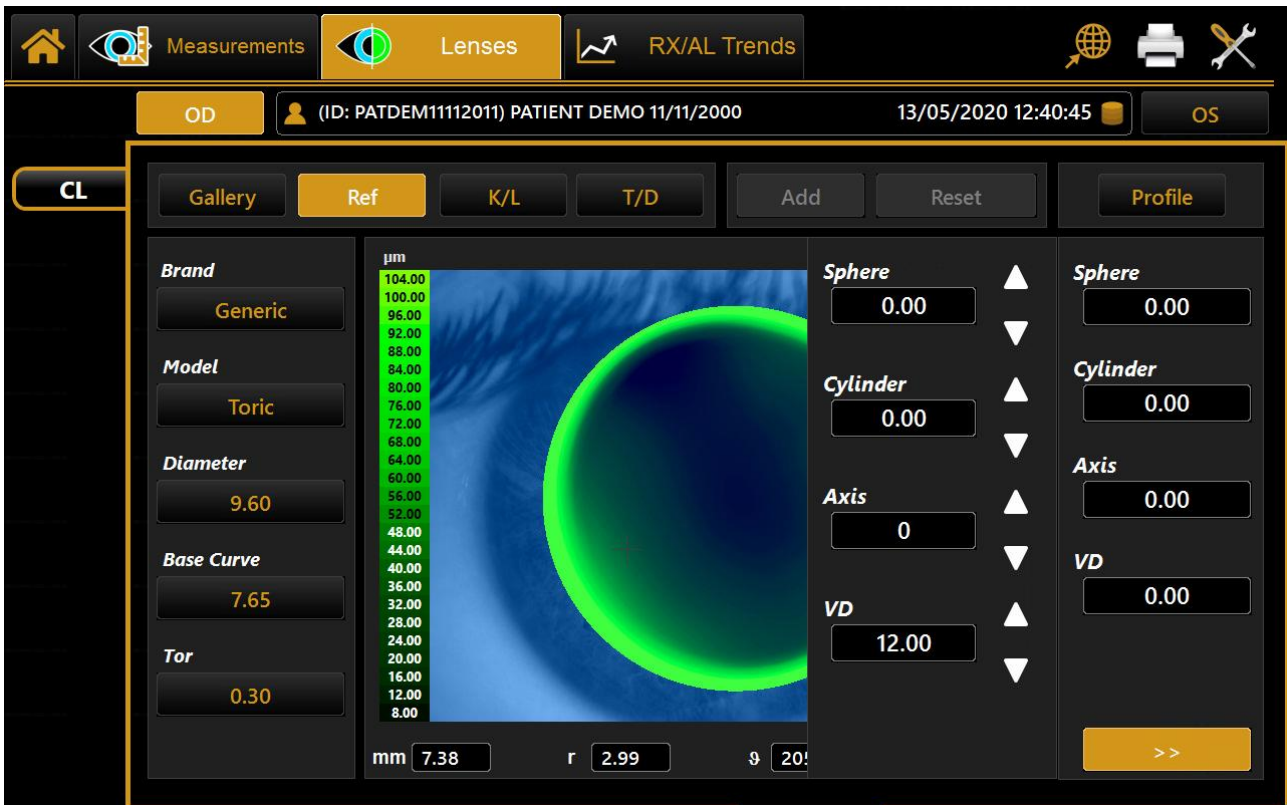 Measurements
Lenses
RX/AL Trends
OD
(ID: PATDEM11112011) PATIENT DEMO 11/11/2000
13/05/2020 12:40:45
OS
CL
Gallery
Ref
K/L
T/D
Add
Reset
Profile
Brand
Generic
Model
Toric
Diameter
9.60
Base Curve
7.65
Tor
0.30
µm
104.00
100.00
96.00
92.00
88.00
84.00
80.00
76.00
72.00
68.00
64.00
60.00
56.00
52.00
48.00
44.00
40.00
36.00
32.00
28.00
24.00
20.00
16.00
12.00
8.00
mm 7.38 r 2.99 ϑ 205
Sphere
0.00
Cylinder
0.00
Axis
0
VD
12.00
Sphere
0.00
Cylinder
0.00
Axis
0.00
VD
0.00
>>